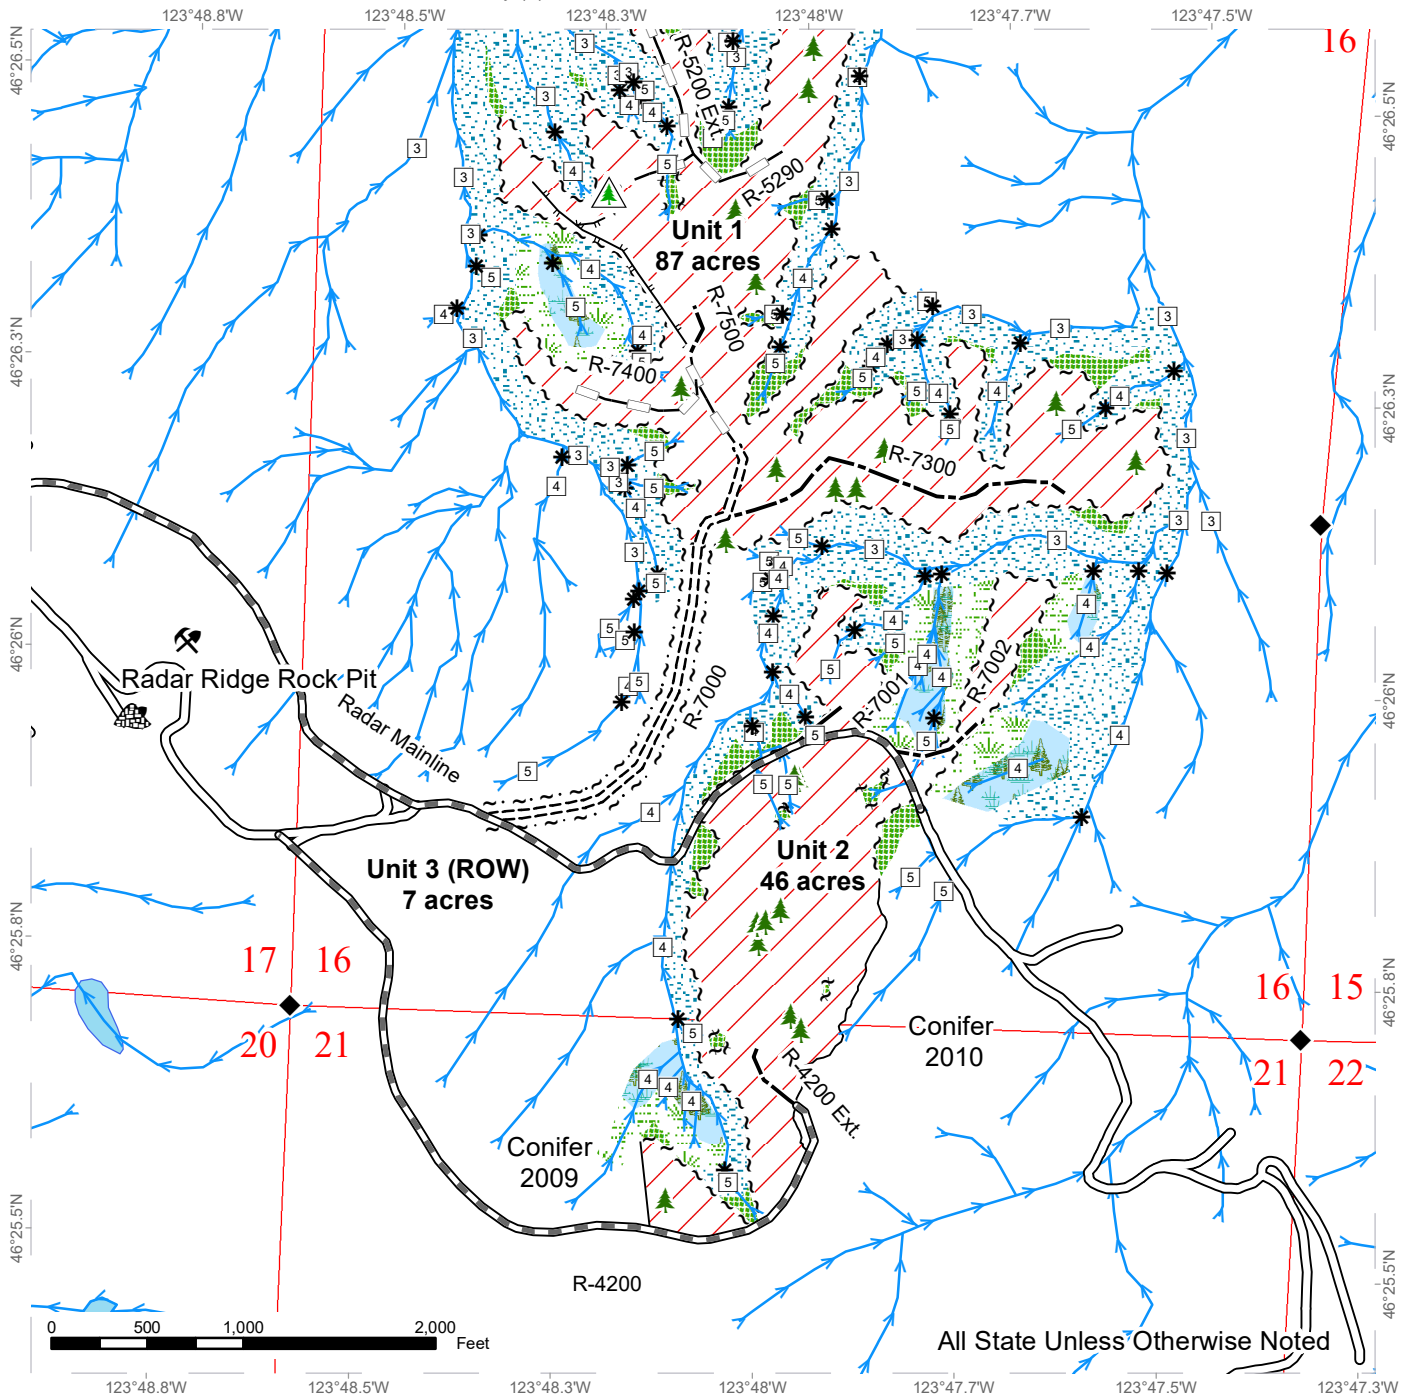 123°48.8'W
123°48.5'W
123°48.3'W
123°48'W
123°47.7'W
123°47.5'W
46°26.5'N
46°26.5'N
16
R-5200 Ext.
R-5290
Unit 1
87 acres
R-7500
46°26.3'N
46°26.3'N
R-7400
R-7300
46°26'N
46°26'N
Radar Ridge Rock Pit
Radar Mainline
R-7000
R-7001
R-7002
Unit 2
46 acres
Unit 3 (ROW)
7 acres
46°25.8'N
46°25.8'N
17 16
20 21
16 15
21 22
Conifer
2010
R-4200 Ext.
Conifer
2009
46°25.5'N
46°25.5'N
R-4200
0 500 1,000 2,000
Feet
All State Unless Otherwise Noted
123°48.8'W
123°48.5'W
123°48.3'W
123°48'W
123°47.7'W
123°47.5'W
123°47.3'W